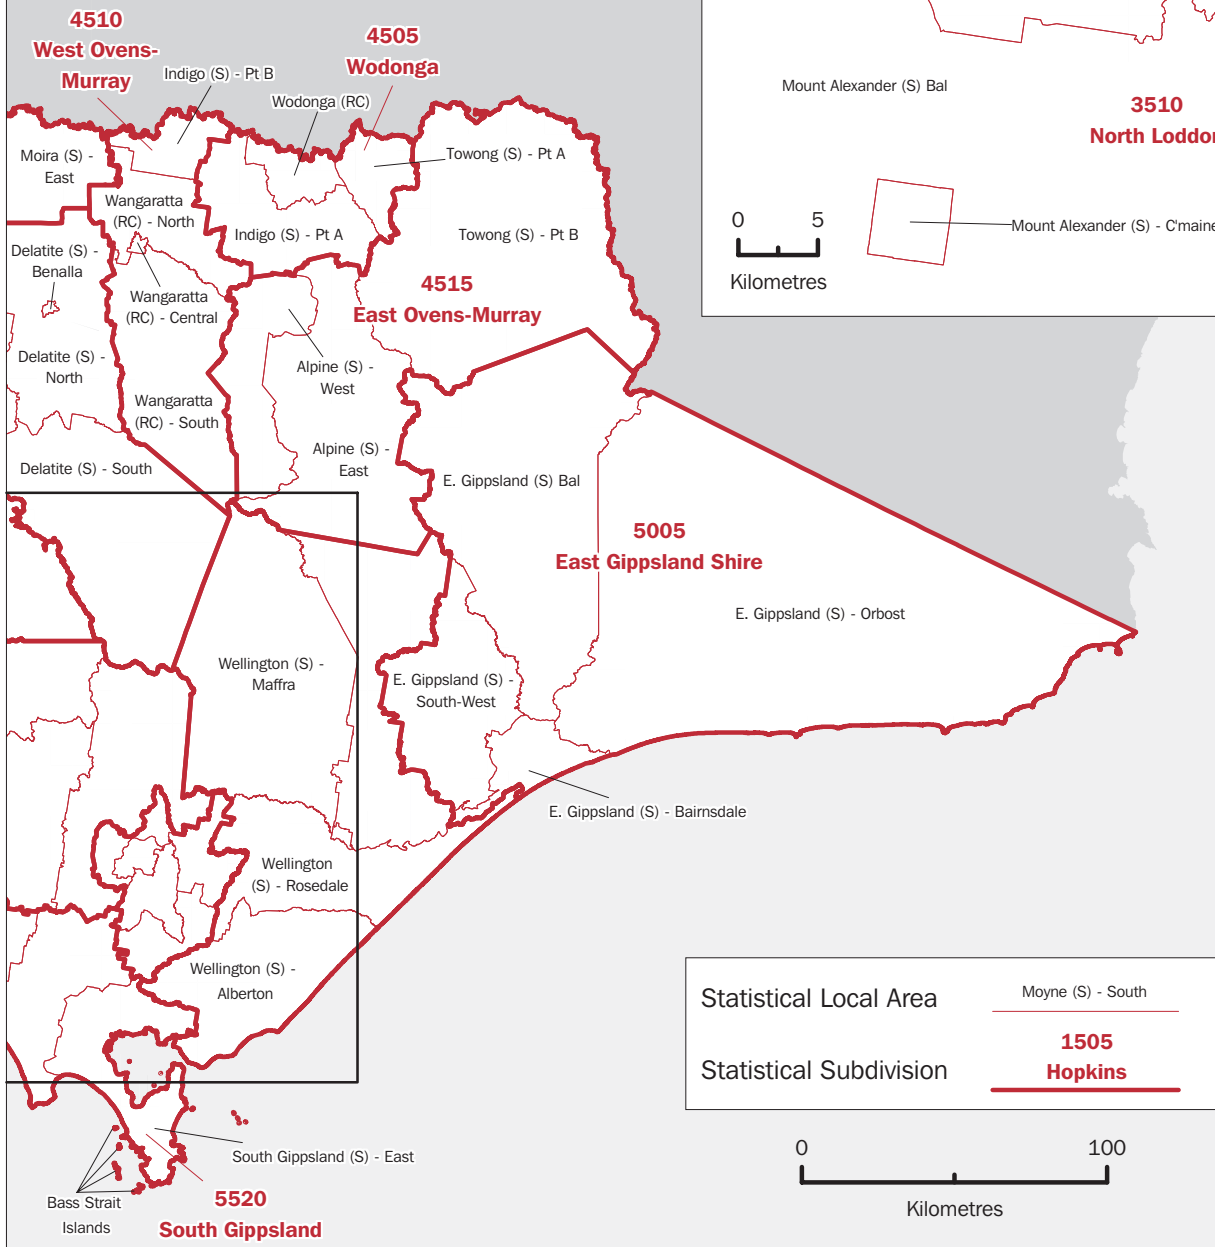 4510
West Ovens-
Murray
Indigo (S) - Pt B
4505
Wodonga
Wodonga (RC)
Moira (S) -
East
Towong (S) - Pt A
Wangaratta
(RC) - North
Indigo (S) - Pt A
Towong (S) - Pt B
Delatite (S) -
Benalla
Wangaratta
(RC) - Central
4515
East Ovens-Murray
Delatite (S) -
North
Alpine (S) -
West
Wangaratta
(RC) - South
Delatite (S) - South
Alpine (S) -
East
E. Gippsland (S) Bal
5005
East Gippsland Shire
E. Gippsland (S) - Orbost
Wellington (S) -
Maffra
E. Gippsland (S) -
South-West
E. Gippsland (S) - Bairnsdale
Wellington
(S) - Rosedale
Wellington (S) -
Alberton
South Gippsland (S) - East
Bass Strait
Islands
5520
South Gippsland
Mount Alexander (S) Bal
3510
North Loddon
0 5
Kilometres
Mount Alexander (S) - C'maine
Statistical Local Area
Moyne (S) - South
Statistical Subdivision
1505
Hopkins
0 100
Kilometres